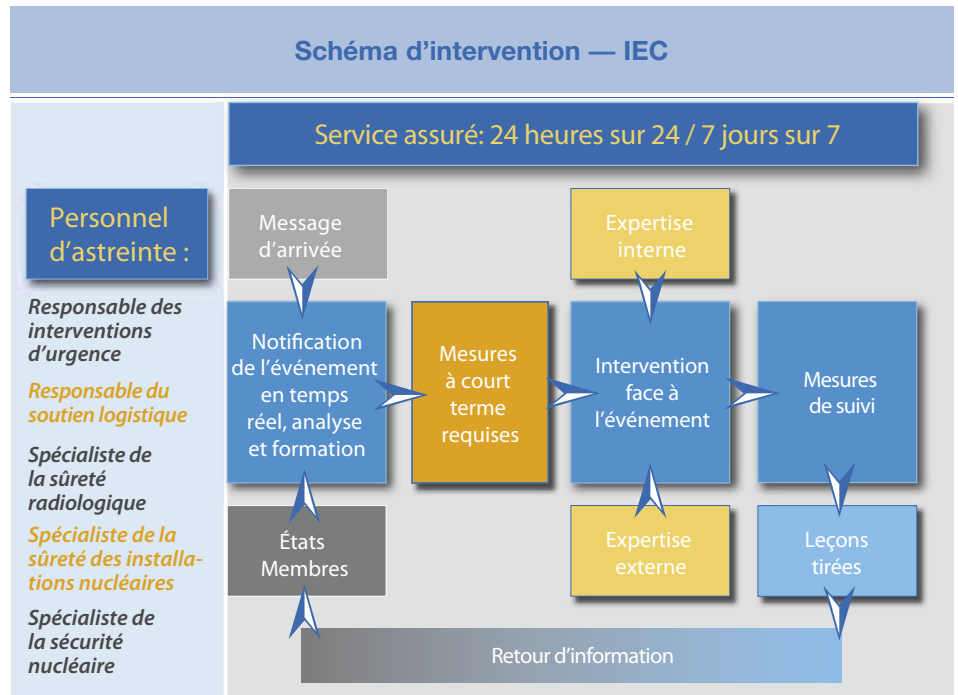 Schéma d’intervention — IEC
Service assuré: 24 heures sur 24 / 7 jours sur 7
Personnel
d’astreinte :
Responsable des
interventions
d’urgence
Responsable du
soutien logistique
Spécialiste de
la sûreté
radiologique
Spécialiste de la
sûreté des installa-
tions nucléaires
Spécialiste de
la sécurité
nucléaire
Message
d’arrivée
Expertise
interne
Notification
de l’événement
en temps
réel, analyse
et formation
Mesures
à court
terme
requises
Intervention
face à
l’événement
Mesures
de suivi
États
Membres
Expertise
externe
Leçons
tirées
Retour d’information